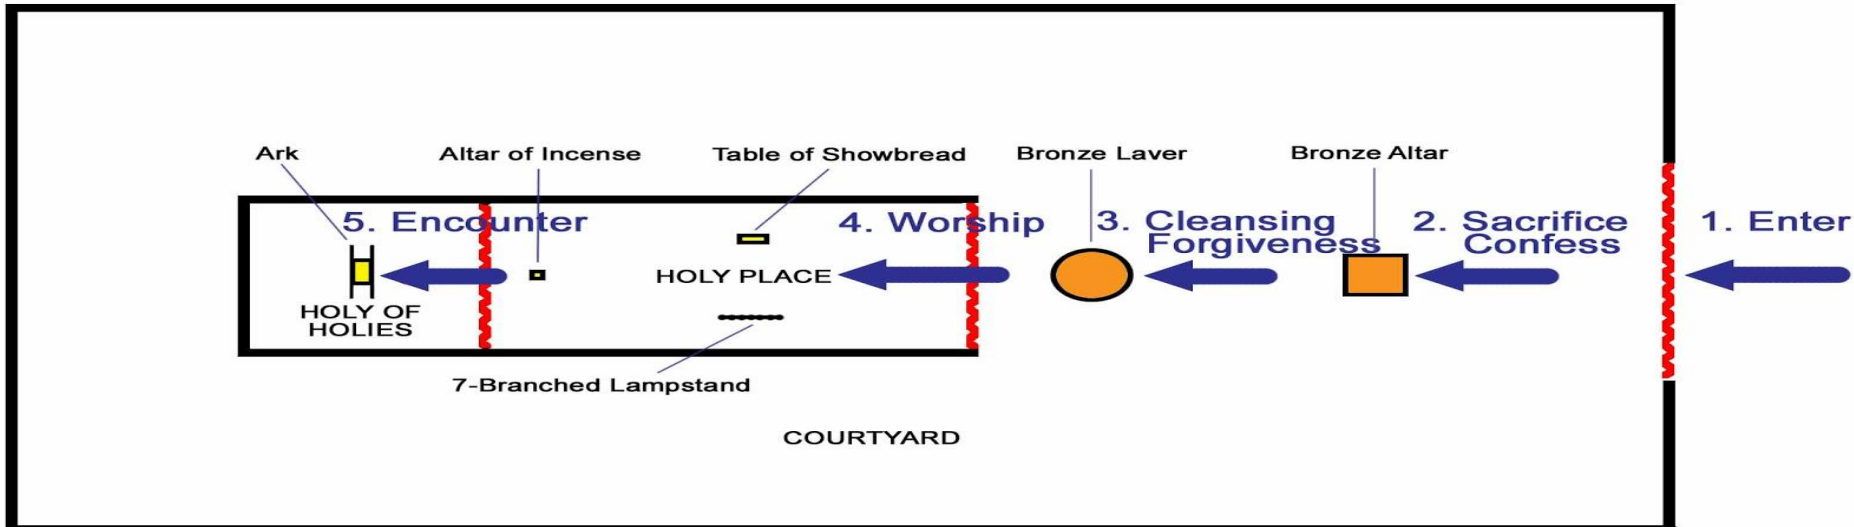 Ark
Altar of Incense
Table of Showbread
Bronze Laver
Bronze Altar
5. Encounter
4. Worship
3. Cleansing
Forgiveness
2. Sacrifice
Confess
1. Enter
HOLY PLACE
HOLY OF
HOLIES
7-Branched Lampstand
COURTYARD